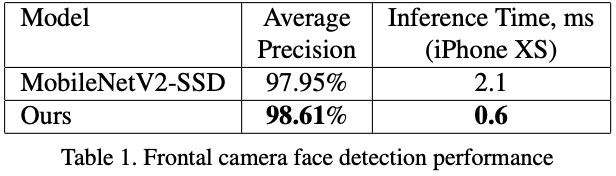 Model Average Inference Time, ms
Precision (iPhone XS)
MobileNetV2-SSD 97.95% 2.1
Ours 98.61% 0.6
Table 1. Frontal camera face detection performance